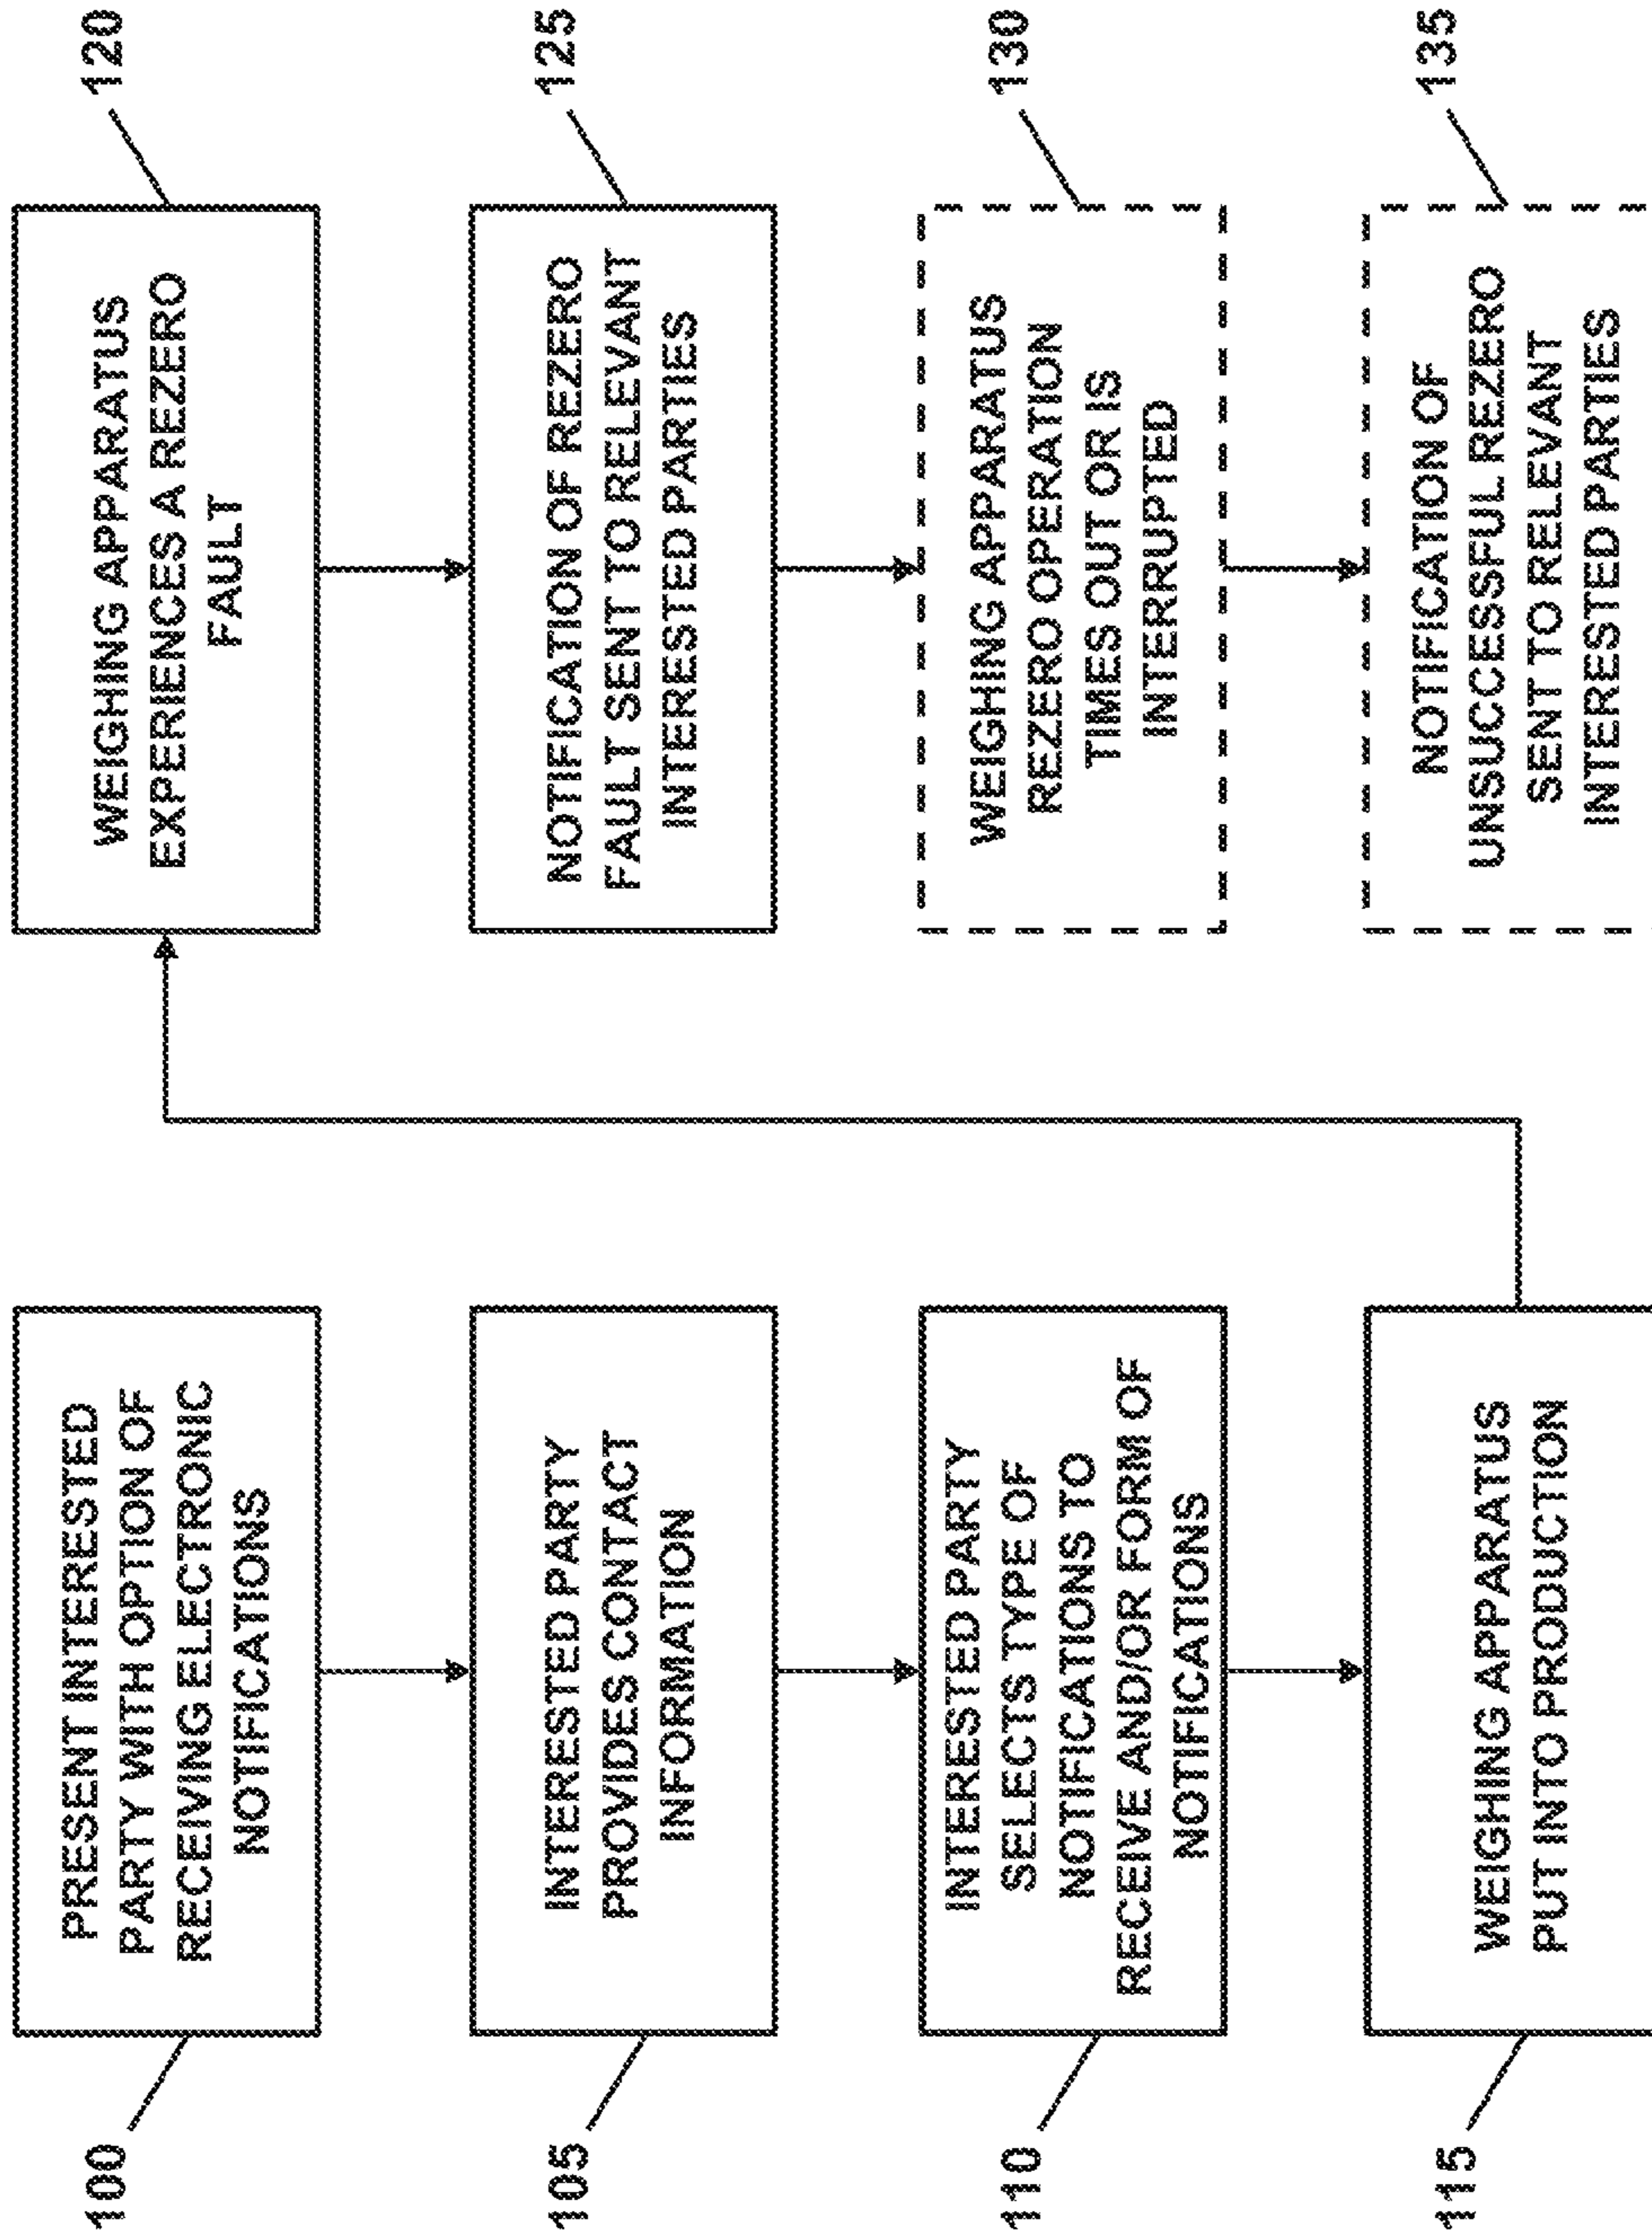 100
PRESENT INTERESTED
PARTY WITH OPTION OF
RECEIVING ELECTRONIC
NOTIFICATIONS
105
INTERESTED PARTY
PROVIDES CONTACT
INFORMATION
110
INTERESTED PARTY
SELECTS TYPE OF
NOTIFICATIONS TO
RECEIVE AND/OR FORM OF
NOTIFICATIONS
115
WEIGHING APPARATUS
PUT INTO PRODUCTION
120
WEIGHING APPARATUS
EXPERIENCES A REZERO
FAULT
125
NOTIFICATION OF REZERO
FAULT SENT TO RELEVANT
INTERESTED PARTIES
130
WEIGHING APPARATUS
REZERO OPERATION
TIMES OUT OR IS
INTERRUPTED
135
NOTIFICATION OF
UNSUCCESSFUL REZERO
SENT TO RELEVANT
INTERESTED PARTIES